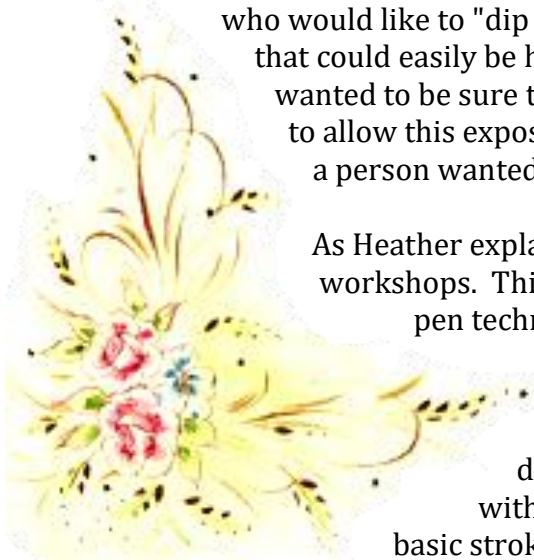 who would like to "dip
that could easily be h
wanted to be sure t
to allow this expos
a person wanted
As Heather expla
workshops.  Thi
pen techn
d
with
basic strok